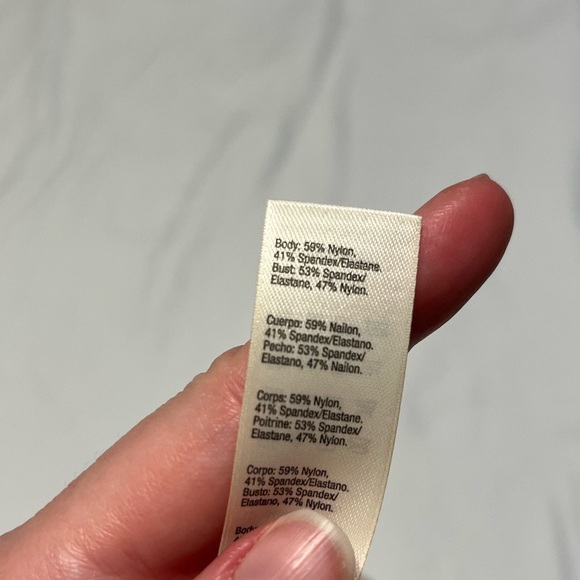 Body: 59% Nylon,
41% Spandex/Elastane.
Bust: 53% Spandex/
Elastane, 47% Nylon.
Cuerpo: 59% Nailon,
41% Spandex/Elastano.
Pecho: 53% Spandex/
Elastano, 47% Nailon.
Corps: 59% Nylon,
41% Spandex/Elastane.
Poitrine: 53% Spandex/
Elastane, 47% Nylon.
Corpo: 59% Nylon,
41% Spandex/Elastano.
Busto: 53% Spandex/
Elastano, 47% Nylon.
Body